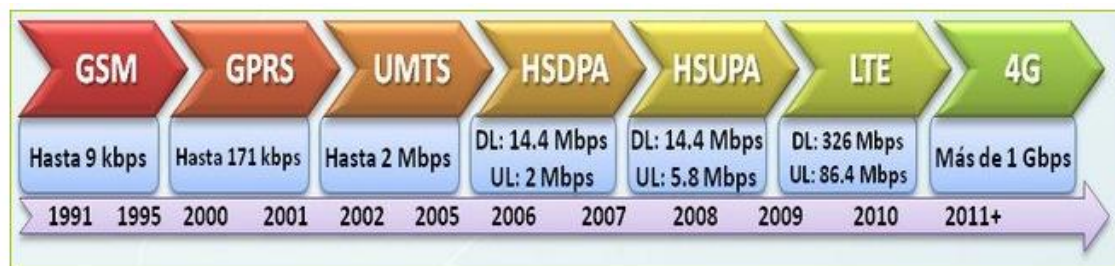 GSM GPRS UMTS HSDPA HSUPA LTE 4G
Hasta 9 kbps
Hasta 171 kbps
Hasta 2 Mbps
DL: 14.4 Mbps
UL: 2 Mbps
DL: 14.4 Mbps
UL: 5.8 Mbps
DL: 326 Mbps
UL: 86.4 Mbps
Más de 1 Gbps
1991 1995 2000 2001 2002 2005 2006 2007 2008 2009 2010 2011+